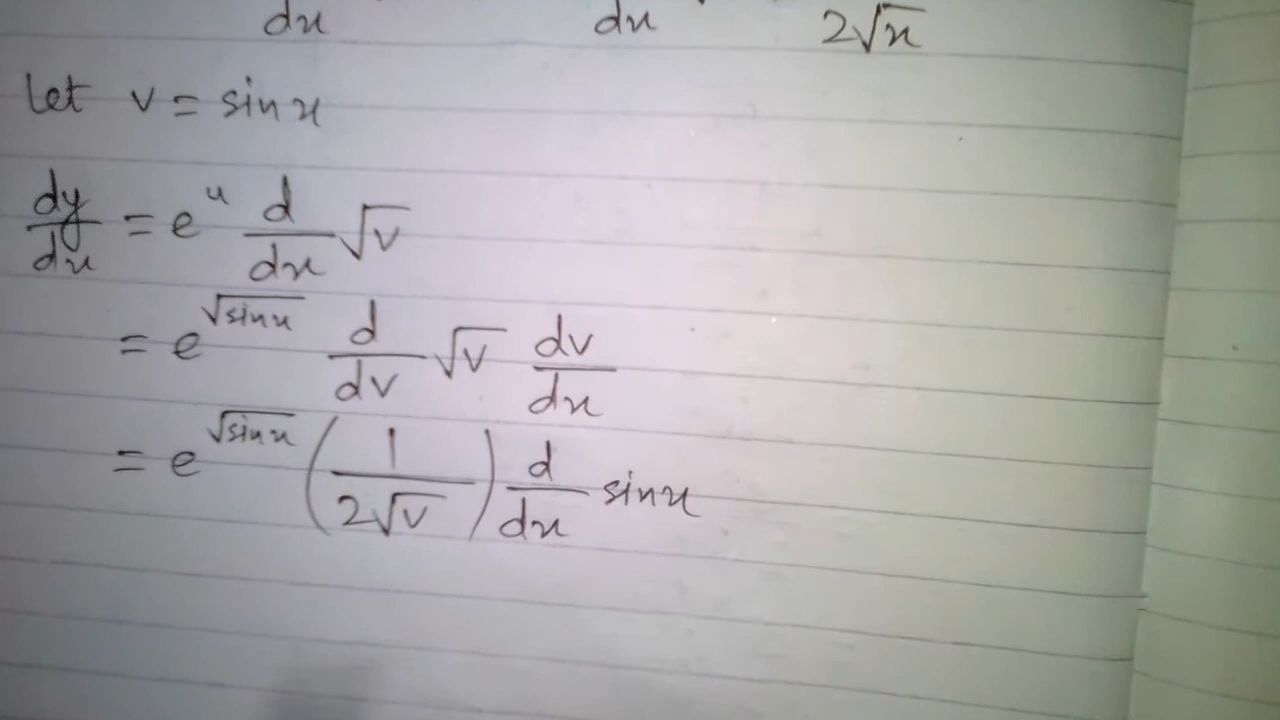 dx dx 2√x
Let v = sinx
dy/dx = e^u d/dx √v
= e^√sinx d/dv √v dv/dx
= e^√sinx (1/2√v) d/dx sinx